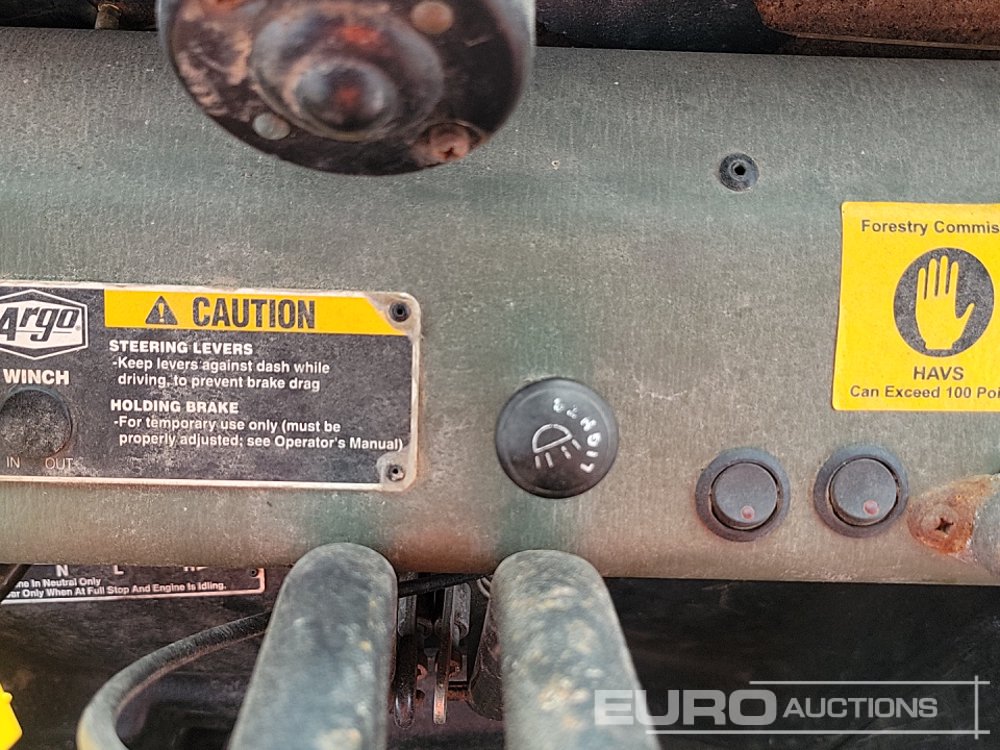 Argo
CAUTION
STEERING LEVERS
-Keep levers against dash while
driving, to prevent brake drag
HOLDING BRAKE
-For temporary use only (must be
properly adjusted; see Operator's Manual)
WINCH
IN OUT
LIGHTS
Forestry Commis
HAVS
Can Exceed 100 Poi
N L
In Neutral Only
Only When At Full Stop And Engine Is Idling.
EURO AUCTIONS